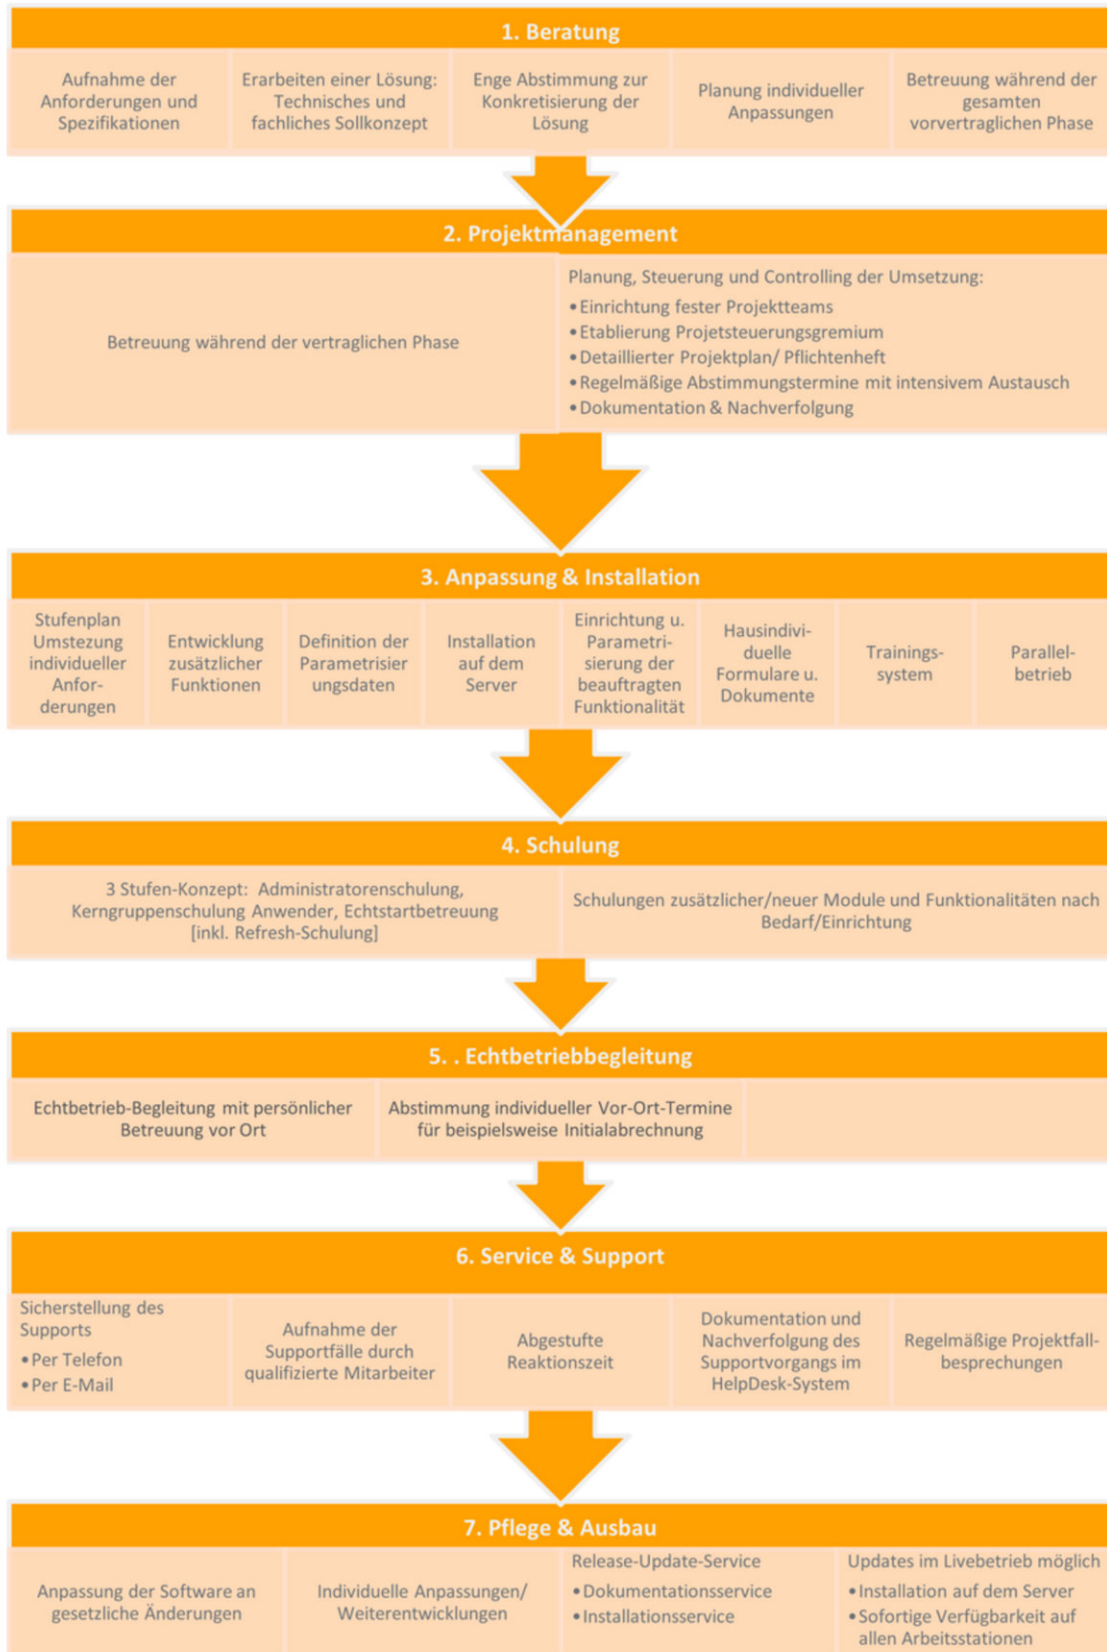 1. Beratung
Aufnahme der
Anforderungen und
Spezifikationen
Erarbeiten einer Lösung:
Technisches und
fachliches Sollkonzept
Enge Abstimmung zur
Konkretisierung der
Lösung
Planung individueller
Anpassungen
Betreuung während der
gesamten
vorvertraglichen Phase
2. Projektmanagement
Betreuung während der vertraglichen Phase
Planung, Steuerung und Controlling der Umsetzung:
•Einrichtung fester Projektteams
•Etablierung Projetsteuerungsgremium
•Detaillierter Projektplan/ Pflichtenheft
•Regelmäßige Abstimmungstermine mit intensivem Austausch
•Dokumentation & Nachverfolgung
3. Anpassung & Installation
Stufenplan
Umstezung
individueller
Anfor-
derungen
Entwicklung
zusätzlicher
Funktionen
Definition der
Parametrisier
ungsdaten
Installation
auf dem
Server
Einrichtung u.
Parametri-
sierung der
beauftragten
Funktionalität
Hausindivi-
duelle
Formulare u.
Dokumente
Trainings-
system
Parallel-
betrieb
4. Schulung
3 Stufen-Konzept: Administratorenschulung,
Kerngruppenschulung Anwender, Echtstartbetreuung
[inkl. Refresh-Schulung]
Schulungen zusätzlicher/neuer Module und Funktionalitäten nach
Bedarf/Einrichtung
5. . Echtbetriebbegleitung
Echtbetrieb-Begleitung mit persönlicher
Betreuung vor Ort
Abstimmung individueller Vor-Ort-Termine
für beispielsweise Initialabrechnung
6. Service & Support
Sicherstellung des
Supports
•Per Telefon
•Per E-Mail
Aufnahme der
Supportfälle durch
qualifizierte Mitarbeiter
Abgestufte
Reaktionszeit
Dokumentation und
Nachverfolgung des
Supportvorgangs im
HelpDesk-System
Regelmäßige Projektfall-
besprechungen
7. Pflege & Ausbau
Anpassung der Software an
gesetzliche Änderungen
Individuelle Anpassungen/
Weiterentwicklungen
Release-Update-Service
•Dokumentationsservice
•Installationsservice
Updates im Livebetrieb möglich
•Installation auf dem Server
•Sofortige Verfügbarkeit auf
allen Arbeitsstationen